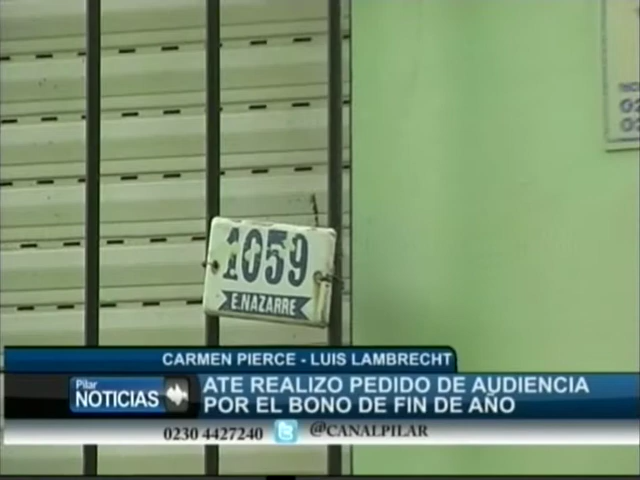 1059
E.NAZARRE
CARMEN PIERCE - LUIS LAMBRECHT
Pilar
NOTICIAS
ATE REALIZO PEDIDO DE AUDIENCIA
POR EL BONO DE FIN DE AÑO
0230 4427240
@CANALPILAR